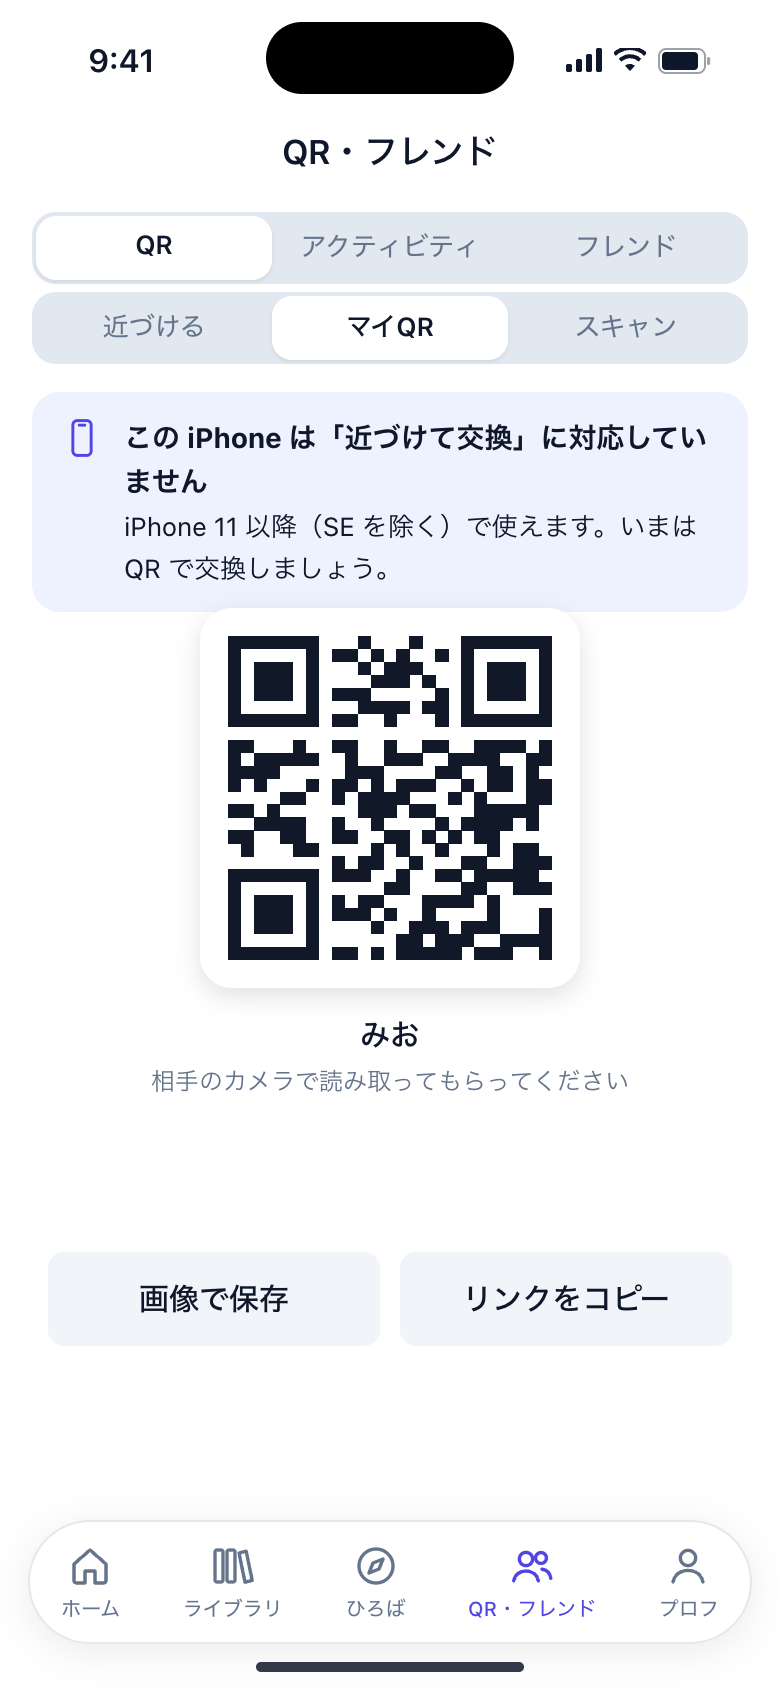 9:41
QR・フレンド
QR アクティビティ フレンド
近づける マイQR スキャン
この iPhone は「近づけて交換」に対応してい
ません
iPhone 11 以降（SE を除く）で使えます。いまは
QR で交換しましょう。
みお
相手のカメラで読み取ってもらってください
画像で保存 リンクをコピー
ホーム ライブラリ ひろば QR・フレンド プロフ